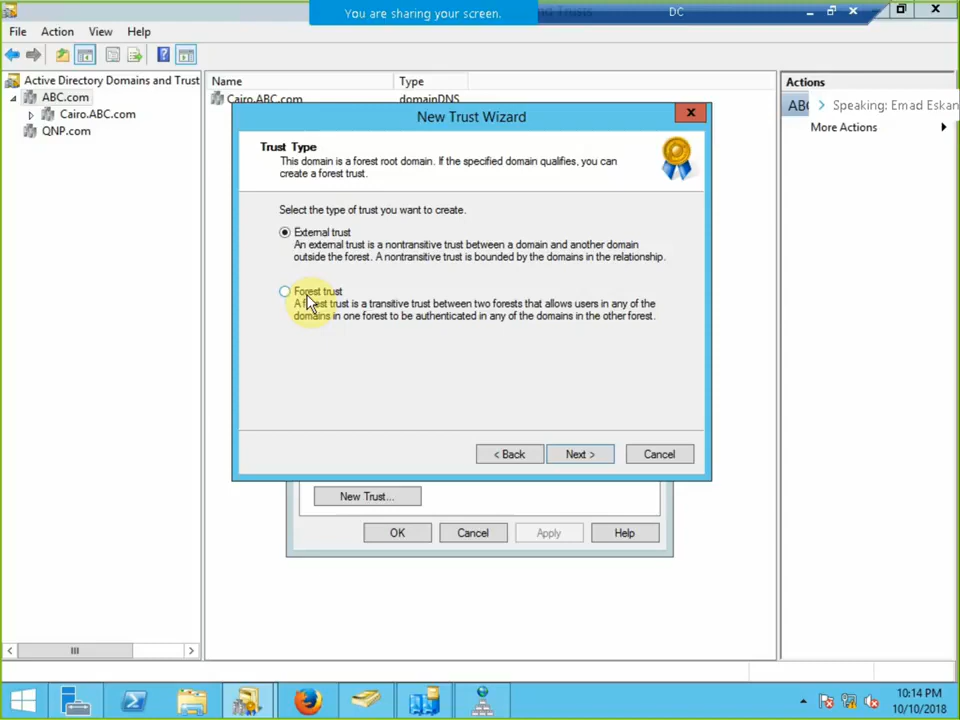 You are sharing your screen.
DC
File Action View Help
Active Directory Domains and Trust
ABC.com
Cairo.ABC.com
QNP.com
Name Type
Cairo.ABC.com domainDNS
Actions
ABC
Speaking: Emad Eskan
More Actions
New Trust Wizard
Trust Type
This domain is a forest root domain. If the specified domain qualifies, you can
create a forest trust.
Select the type of trust you want to create.
External trust
An external trust is a nontransitive trust between a domain and another domain
outside the forest. A nontransitive trust is bounded by the domains in the relationship.
Forest trust
A forest trust is a transitive trust between two forests that allows users in any of the
domains in one forest to be authenticated in any of the domains in the other forest.
< Back Next > Cancel
New Trust...
OK Cancel Apply Help
10:14 PM
10/10/2018